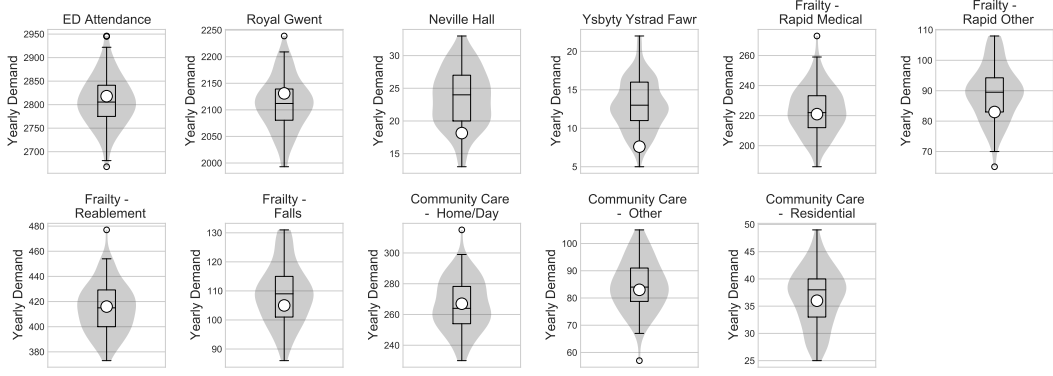 ED Attendance
Yearly Demand
2950
2900
2850
2800
2750
2700
Royal Gwent
Yearly Demand
2250
2200
2150
2100
2050
2000
Neville Hall
Yearly Demand
30
25
20
15
Ysbyty Ystrad Fawr
Yearly Demand
20
15
10
5
Frailty -
Rapid Medical
Yearly Demand
260
240
220
200
Frailty -
Rapid Other
Yearly Demand
110
100
90
80
70
Frailty -
Reablement
Yearly Demand
480
460
440
420
400
380
Frailty -
Falls
Yearly Demand
130
120
110
100
90
Community Care
- Home/Day
Yearly Demand
300
280
260
240
Community Care
- Other
Yearly Demand
100
90
80
70
60
Community Care
- Residential
Yearly Demand
50
45
40
35
30
25